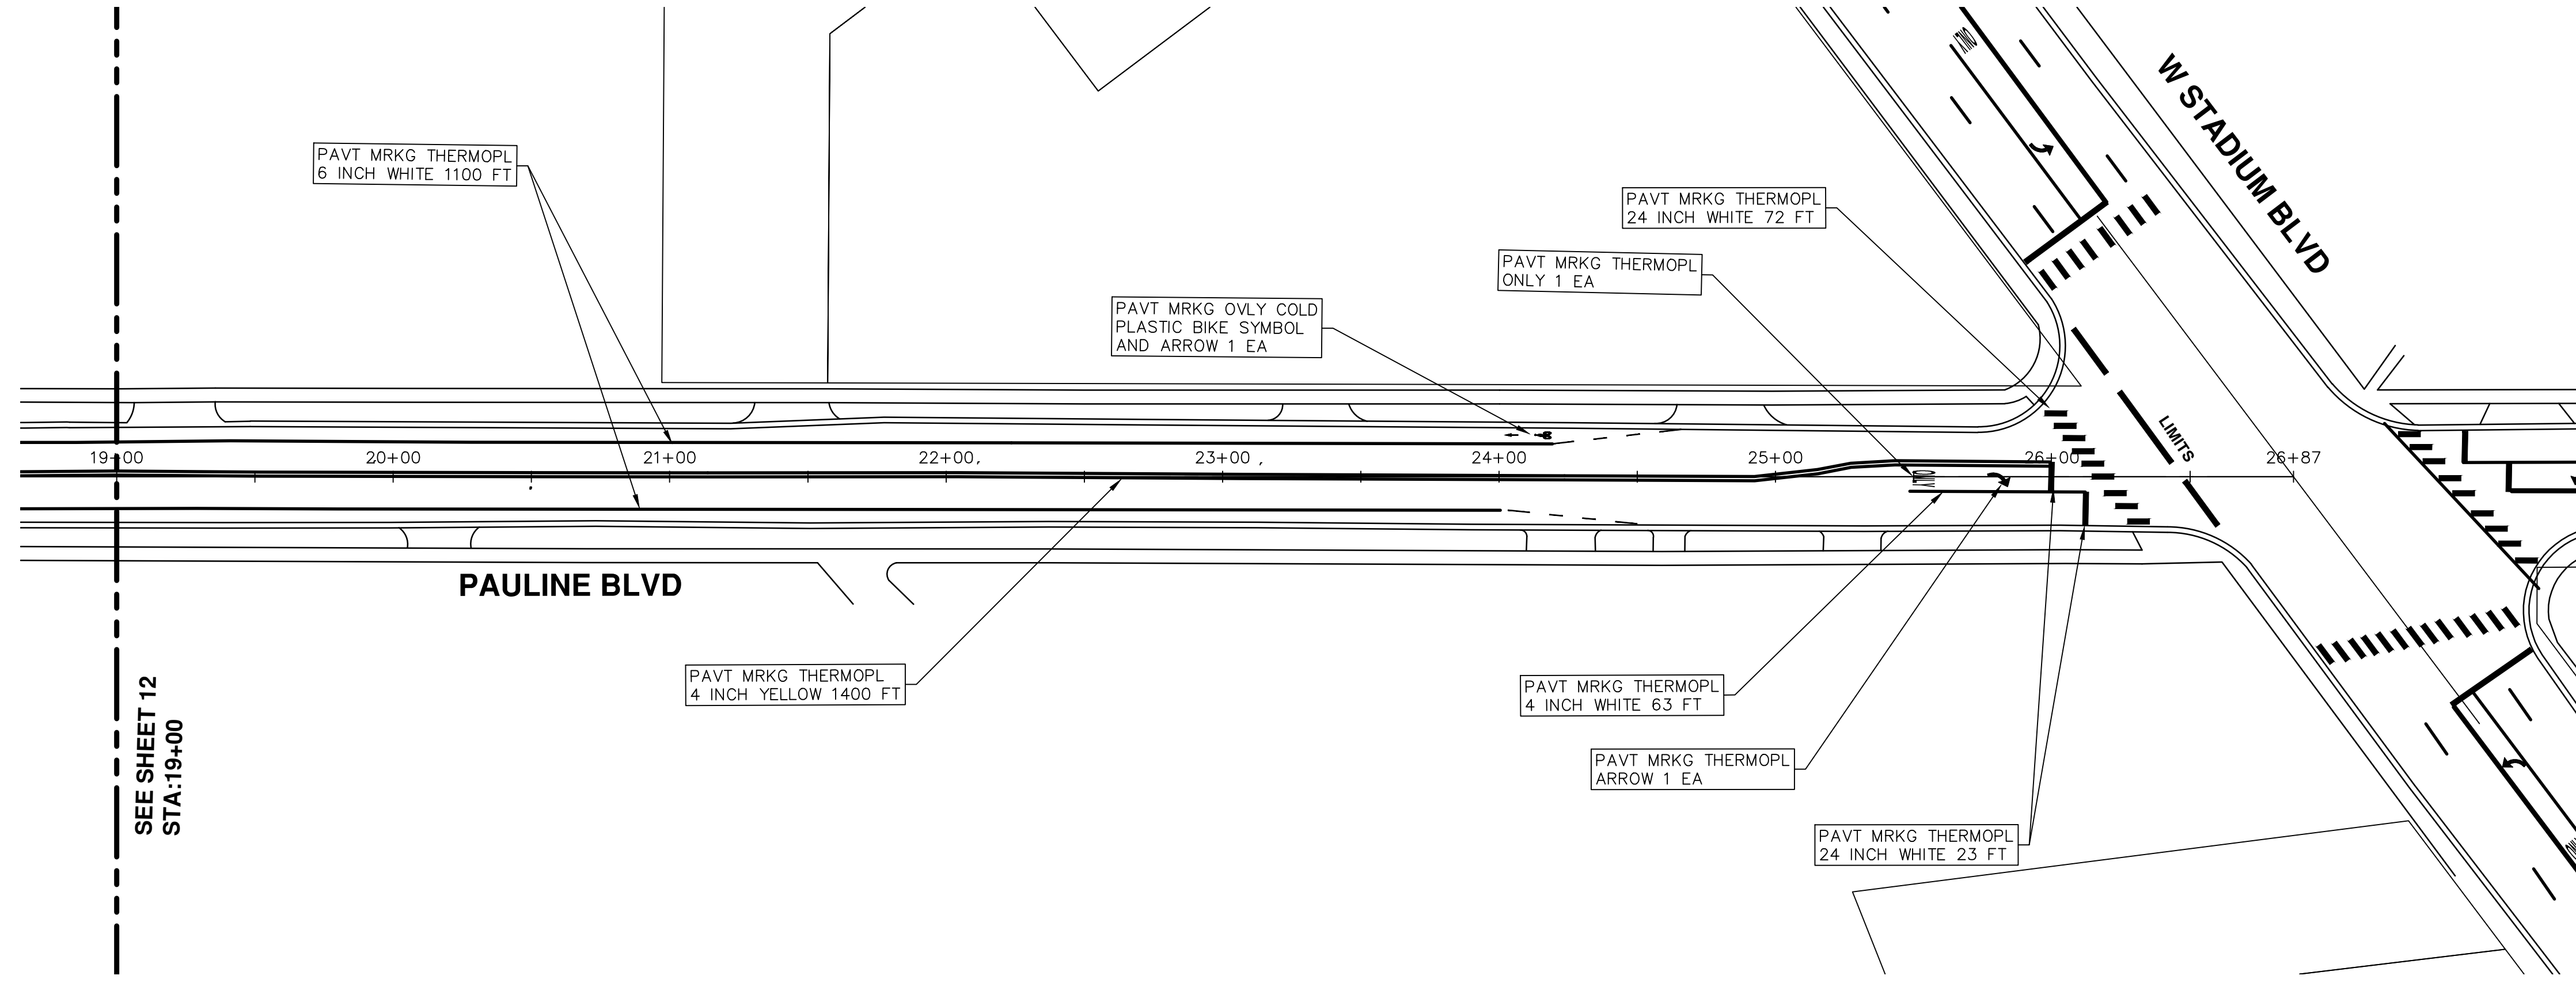 W STADIUM BLVD
PAVT MRKG THERMOPL
6 INCH WHITE 1100 FT
PAVT MRKG THERMOPL
24 INCH WHITE 72 FT
PAVT MRKG THERMOPL
ONLY 1 EA
PAVT MRKG OVLY COLD
PLASTIC BIKE SYMBOL
AND ARROW 1 EA
LIMITS
19+00
20+00
21+00
22+00,
23+00 ,
24+00
25+00
26+00
26+87
ONLY
ONLY
PAULINE BLVD
PAVT MRKG THERMOPL
4 INCH YELLOW 1400 FT
PAVT MRKG THERMOPL
4 INCH WHITE 63 FT
PAVT MRKG THERMOPL
ARROW 1 EA
PAVT MRKG THERMOPL
24 INCH WHITE 23 FT
SEE SHEET 12
STA:19+00